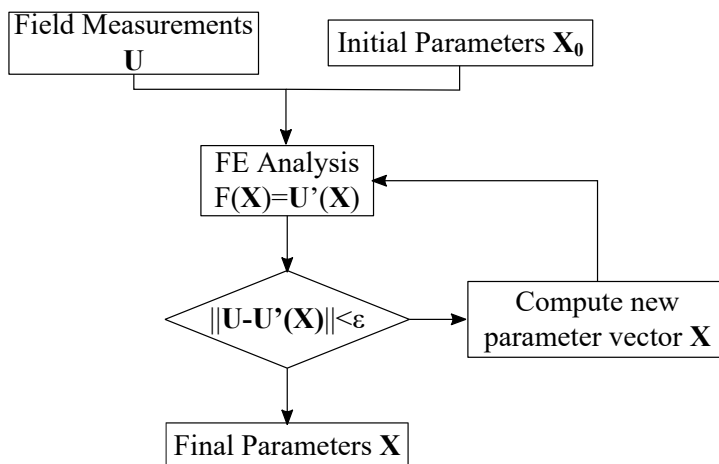 Field Measurements
U
Initial Parameters X₀
FE Analysis
F(X)=U’(X)
||U-U’(X)||<ε
Compute new
parameter vector X
Final Parameters X